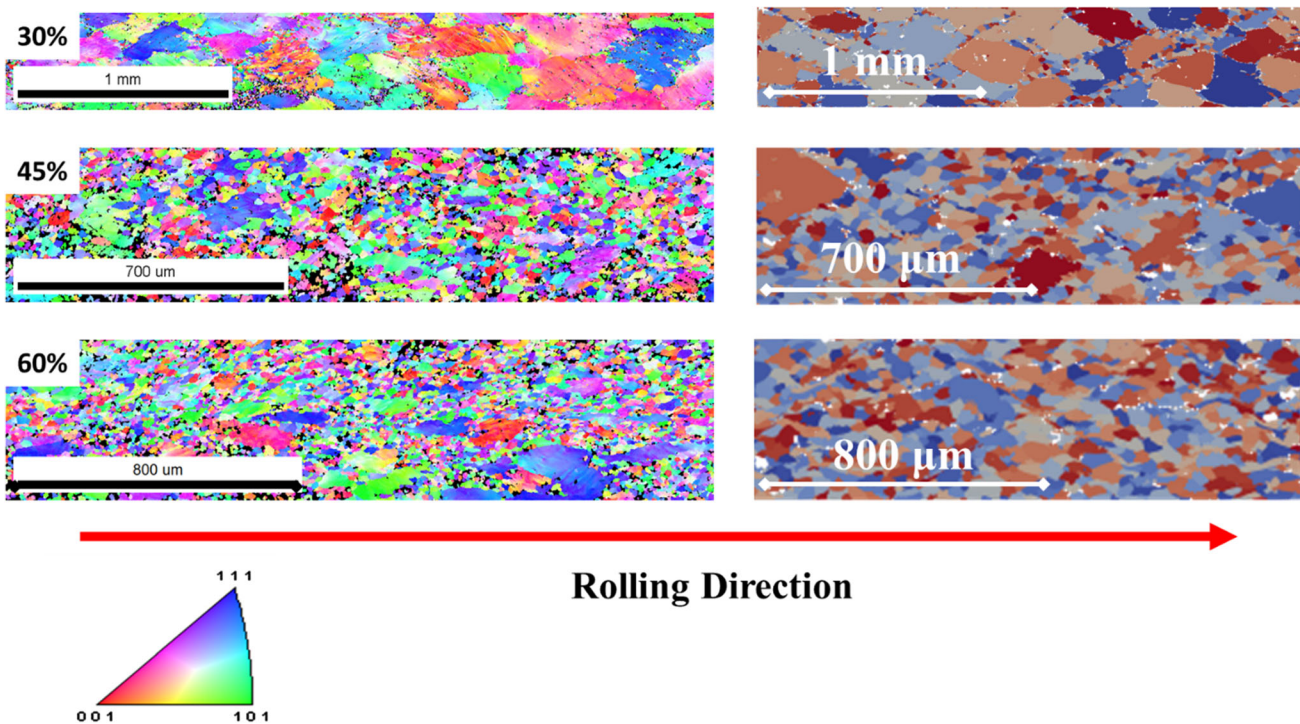 30%
1 mm
1 mm
45%
700 um
700 μm
60%
800 um
800 μm
Rolling Direction
1 1 1
0 0 1
1 0 1